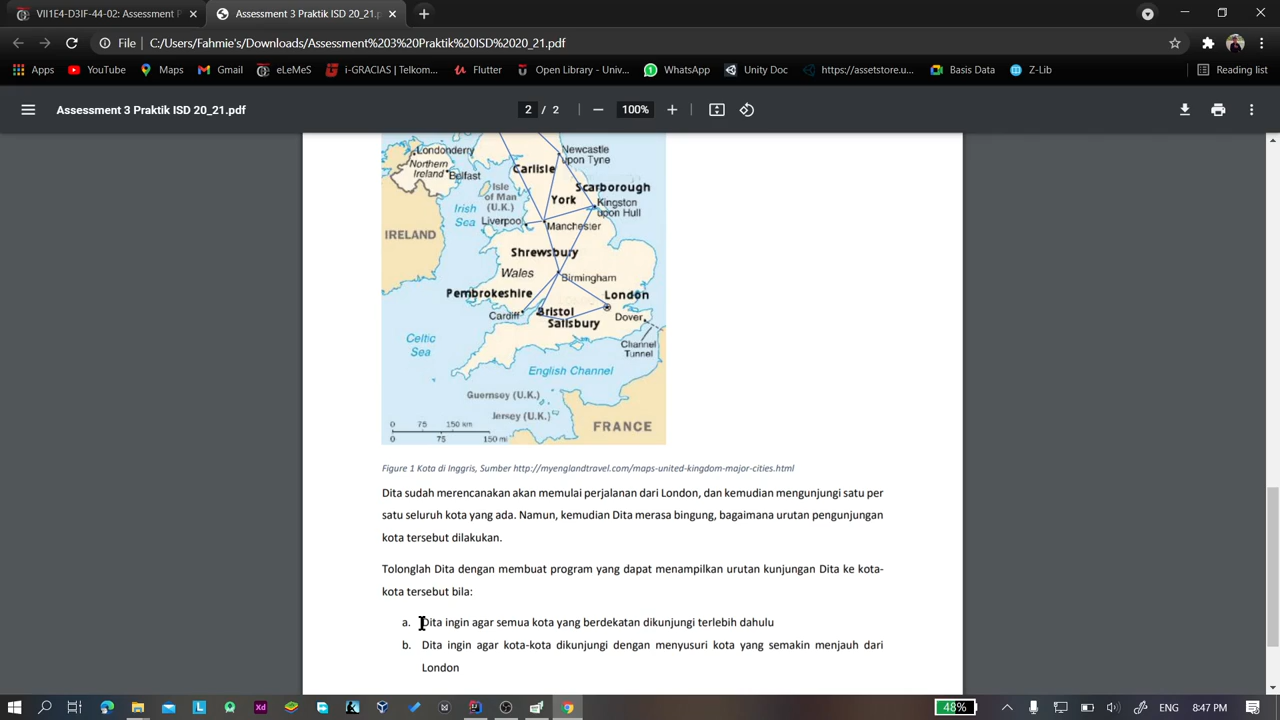 VII1E4-D3IF-44-02: Assessment P
Assessment 3 Praktik ISD 20_21.p
File
C:/Users/Fahmie's/Downloads/Assessment%203%20Praktik%20ISD%2020_21.pdf
Apps YouTube Maps Gmail eLeMeS i-GRACIAS | Telkom... Flutter Open Library - Univ... WhatsApp Unity Doc https://assetstore.u... Basis Data Z-Lib Reading list
Assessment 3 Praktik ISD 20_21.pdf
2 / 2
100%
Londonderry
Northern
Ireland
Belfast
Newcastle
upon Tyne
Carlisle
Isle
of Man
(U.K.)
Scarborough
York
Kingston
upon Hull
Irish
Sea
Liverpool
Manchester
IRELAND
Shrewsbury
Wales
Birmingham
Pembrokeshire
London
Cardiff
Bristol
Salisbury
Dover
Celtic
Sea
Channel
Tunnel
English Channel
Guernsey (U.K.)
Jersey (U.K.)
FRANCE
0 75 150 km
0 75 150 mi
Figure 1 Kota di Inggris, Sumber http://myenglandtravel.com/maps-united-kingdom-major-cities.html
Dita sudah merencanakan akan memulai perjalanan dari London, dan kemudian mengunjungi satu per
satu seluruh kota yang ada. Namun, kemudian Dita merasa bingung, bagaimana urutan pengunjungan
kota tersebut dilakukan.
Tolonglah Dita dengan membuat program yang dapat menampilkan urutan kunjungan Dita ke kota-
kota tersebut bila:
a. Dita ingin agar semua kota yang berdekatan dikunjungi terlebih dahulu
b. Dita ingin agar kota-kota dikunjungi dengan menyusuri kota yang semakin menjauh dari
London
48%
ENG
8:47 PM